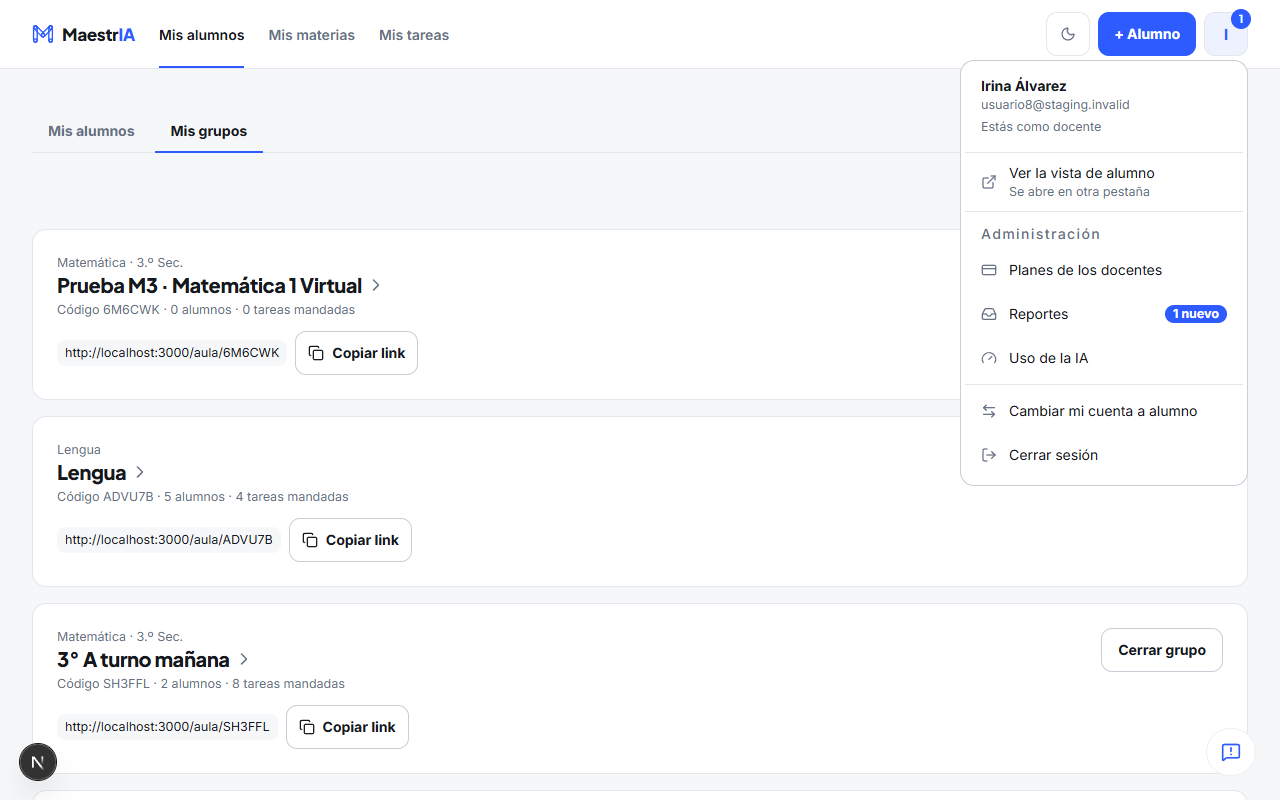 MaestrIA
Mis alumnos
Mis materias
Mis tareas
+ Alumno
I
1
Irina Álvarez
usuario8@staging.invalid
Estás como docente
Ver la vista de alumno
Se abre en otra pestaña
Administración
Planes de los docentes
Reportes
1 nuevo
Uso de la IA
Cambiar mi cuenta a alumno
Cerrar sesión
Mis alumnos
Mis grupos
Matemática · 3.º Sec.
Prueba M3 · Matemática 1 Virtual
Código 6M6CWK · 0 alumnos · 0 tareas mandadas
http://localhost:3000/aula/6M6CWK
Copiar link
Lengua
Lengua
Código ADVU7B · 5 alumnos · 4 tareas mandadas
http://localhost:3000/aula/ADVU7B
Copiar link
Matemática · 3.º Sec.
3° A turno mañana
Código SH3FFL · 2 alumnos · 8 tareas mandadas
http://localhost:3000/aula/SH3FFL
Copiar link
Cerrar grupo
N